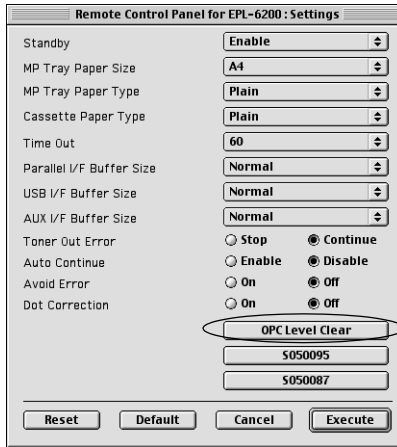 Remote Control Panel for EPL-6200 : Settings
Standby Enable
MP Tray Paper Size A4
MP Tray Paper Type Plain
Cassette Paper Type Plain
Time Out 60
Parallel I/F Buffer Size Normal
USB I/F Buffer Size Normal
AUX I/F Buffer Size Normal
Toner Out Error Stop Continue
Auto Continue Enable Disable
Avoid Error On Off
Dot Correction On Off
OPC Level Clear
S050095
S050087
Reset Default Cancel Execute